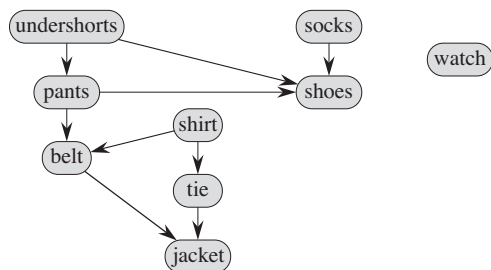 undershorts
socks
watch
pants
shoes
shirt
belt
tie
jacket